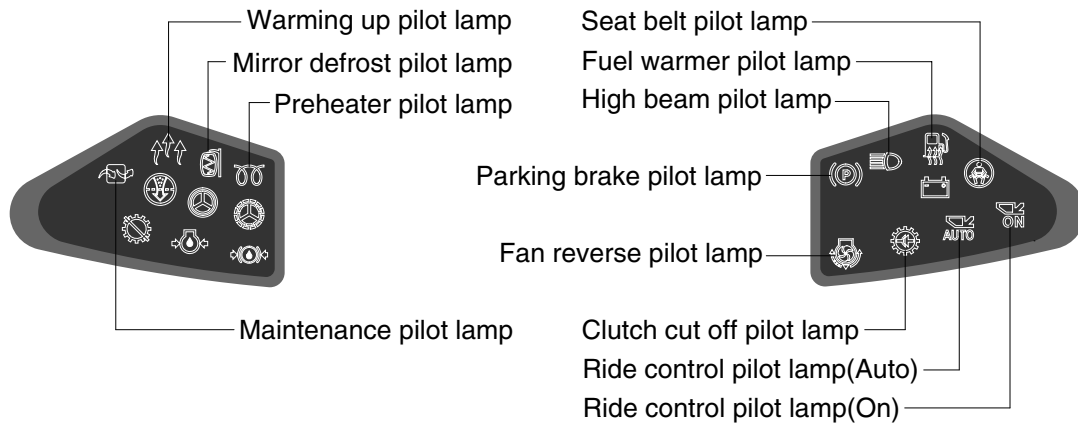 Warming up pilot lamp
Mirror defrost pilot lamp
Preheater pilot lamp
Maintenance pilot lamp
Seat belt pilot lamp
Fuel warmer pilot lamp
High beam pilot lamp
Parking brake pilot lamp
Fan reverse pilot lamp
Clutch cut off pilot lamp
Ride control pilot lamp(Auto)
Ride control pilot lamp(On)
P
ON
AUTO